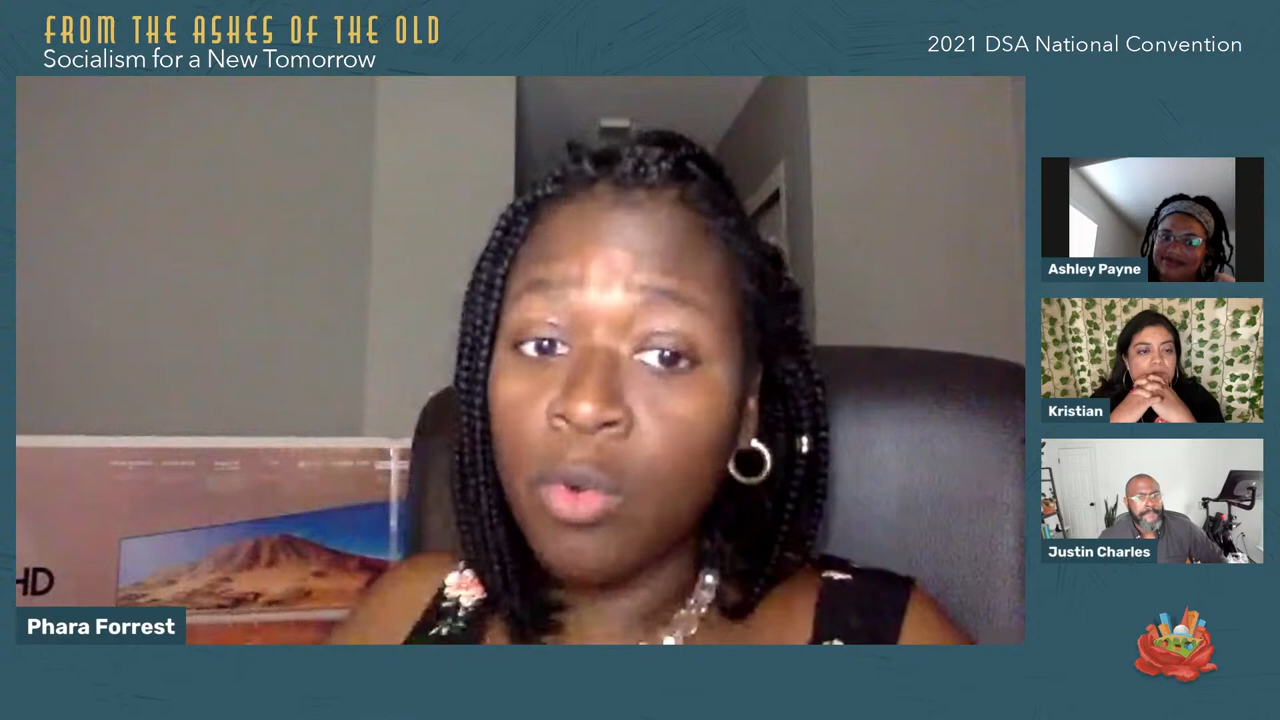 FROM THE ASHES OF THE OLD
Socialism for a New Tomorrow
2021 DSA National Convention
Ashley Payne
Kristian
Justin Charles
HD
Phara Forrest